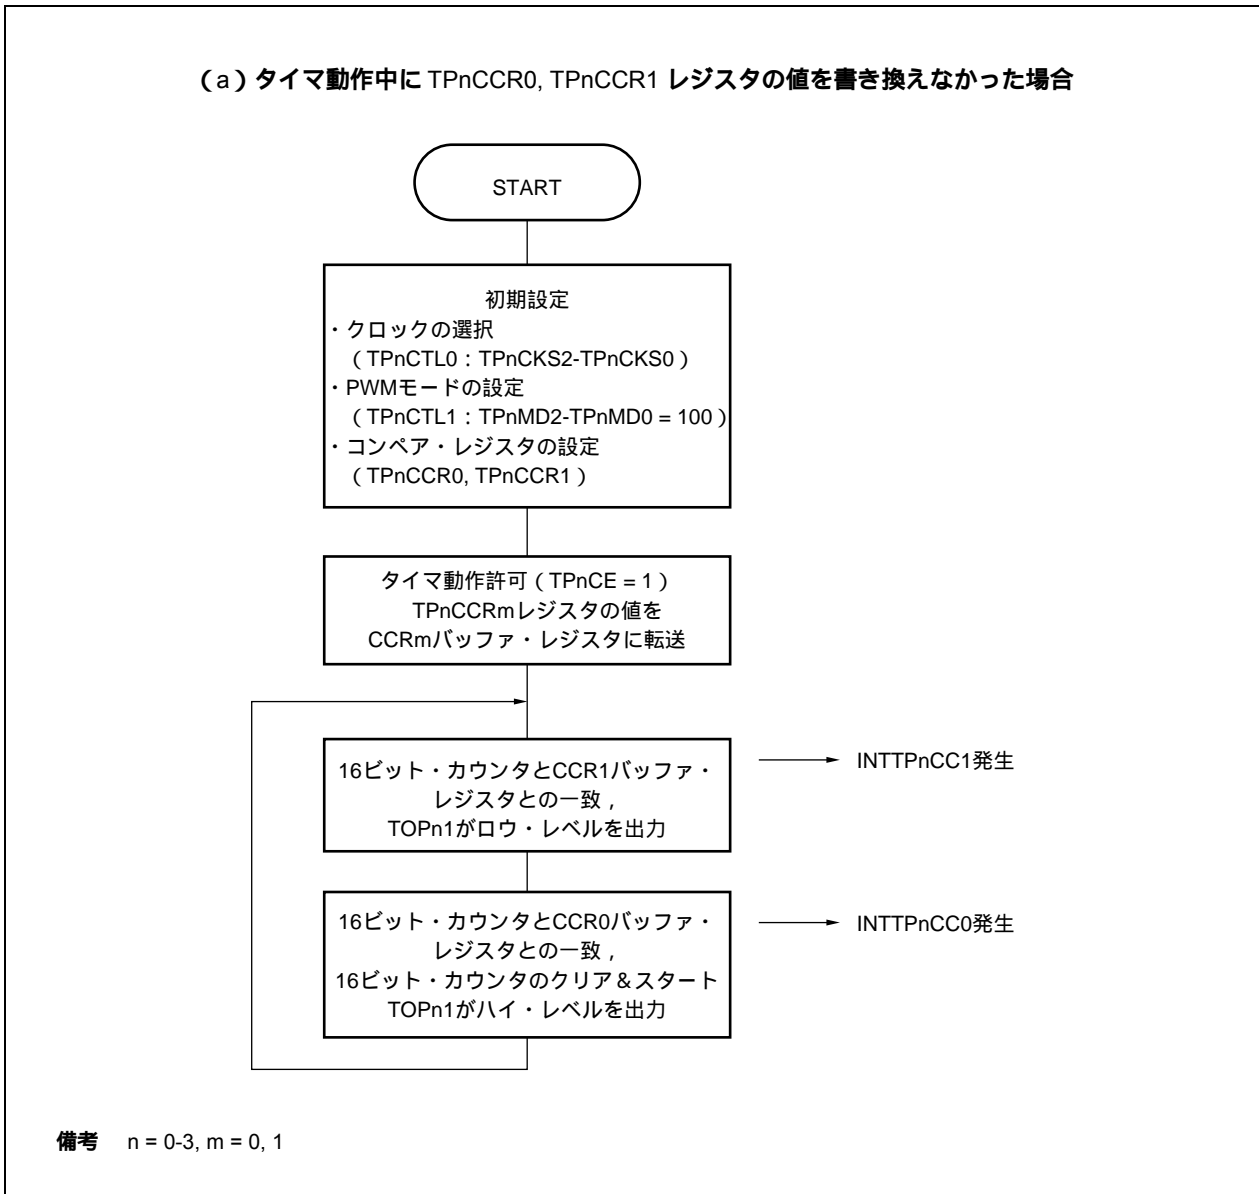 （a）タイマ動作中に TPnCCR0, TPnCCR1 レジスタの値を書き換えなかった場合
START
初期設定
・クロックの選択
（TPnCTL0：TPnCKS2-TPnCKS0）
・PWMモードの設定
（TPnCTL1：TPnMD2-TPnMD0 = 100）
・コンペア・レジスタの設定
（TPnCCR0, TPnCCR1）
タイマ動作許可（TPnCE = 1）
TPnCCRmレジスタの値を
CCRmバッファ・レジスタに転送
16ビット・カウンタとCCR1バッファ・
レジスタとの一致，
TOPn1がロウ・レベルを出力
INTTPnCC1発生
16ビット・カウンタとCCR0バッファ・
レジスタとの一致，
16ビット・カウンタのクリア＆スタート
TOPn1がハイ・レベルを出力
INTTPnCC0発生
備考　n = 0-3, m = 0, 1